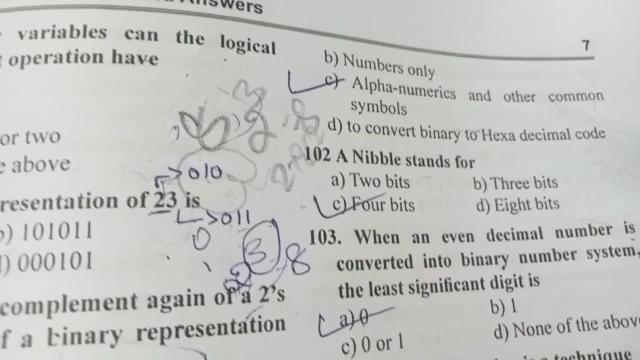 Answers
7
variables can the logical
operation have
or two
above
resentation of 23 is
) 101011
) 000101
complement again of a 2's
f a binary representation
b) Numbers only
c) Alpha-numerics and other common
symbols
d) to convert binary to Hexa decimal code
102 A Nibble stands for
a) Two bits b) Three bits
c) Four bits d) Eight bits
103. When an even decimal number is
converted into binary number system,
the least significant digit is
a) 0 b) 1
c) 0 or 1 d) None of the abov
technique
010
011
0
3
8